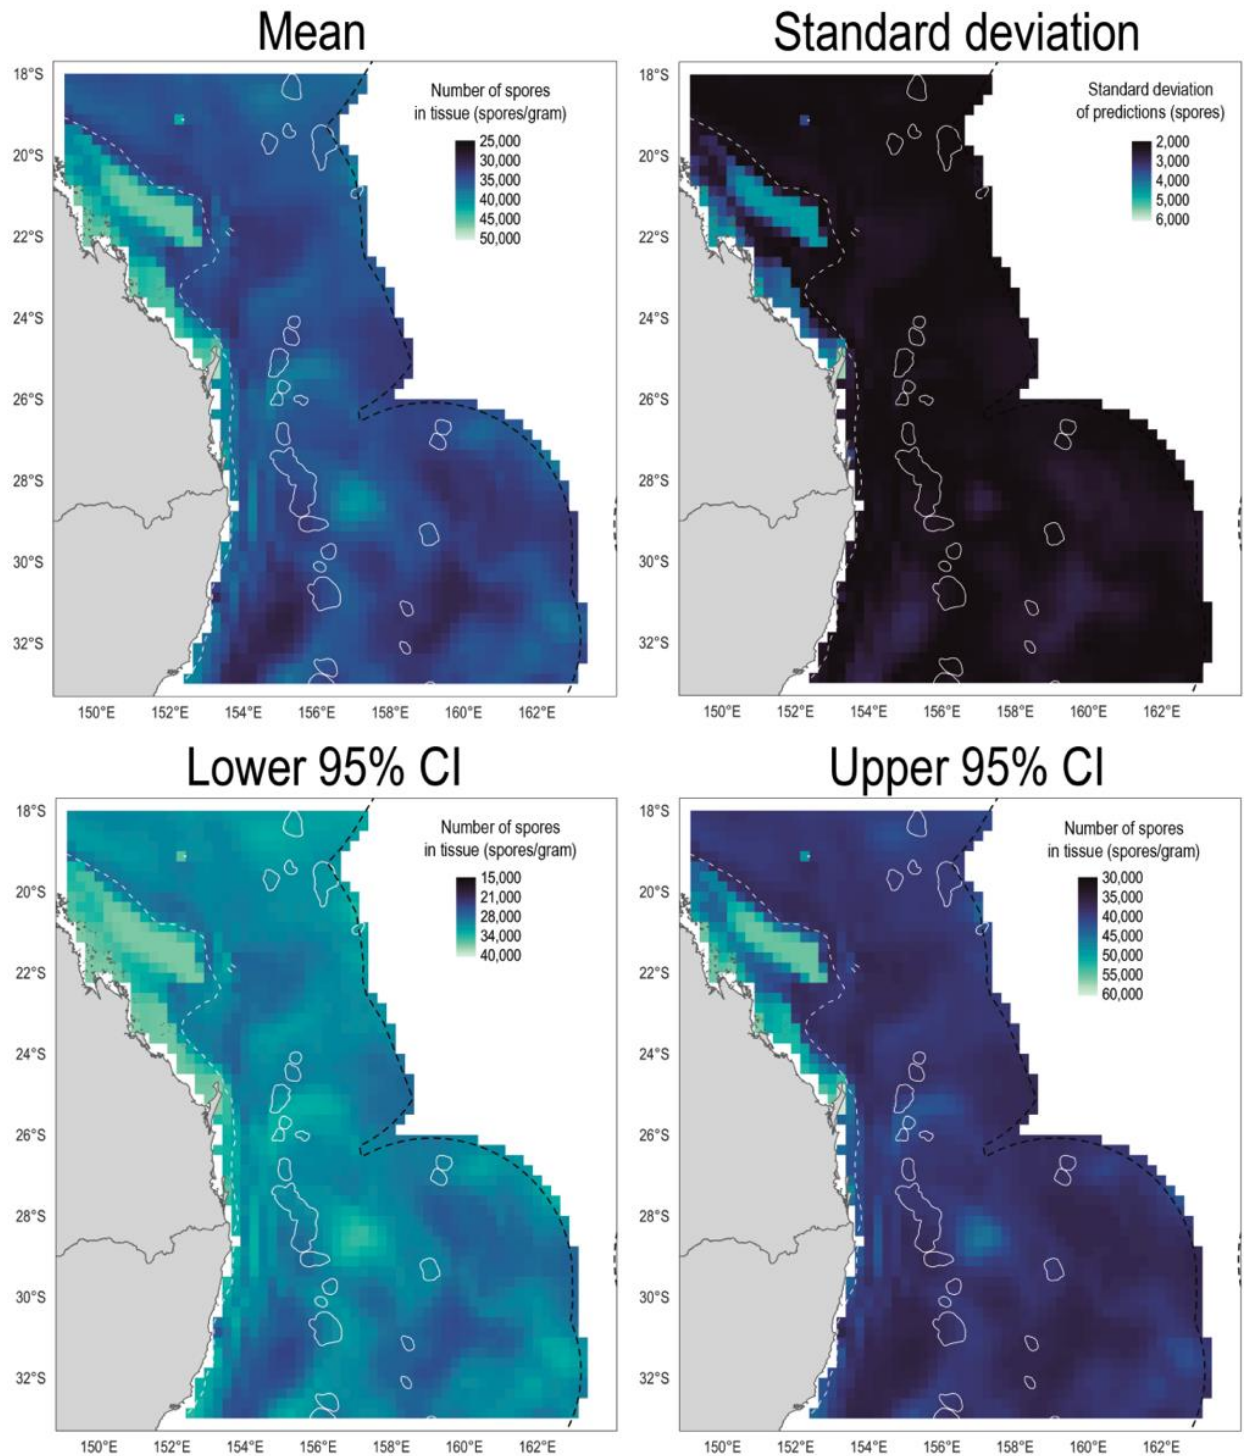 Mean
Number of spores
in tissue (spores/gram)
25,000
30,000
35,000
40,000
45,000
50,000
18°S
20°S
22°S
24°S
26°S
28°S
30°S
32°S
150°E
152°E
154°E
156°E
158°E
160°E
162°E
Standard deviation
Standard deviation
of predictions (spores)
2,000
3,000
4,000
5,000
6,000
18°S
20°S
22°S
24°S
26°S
28°S
30°S
32°S
150°E
152°E
154°E
156°E
158°E
160°E
162°E
Lower 95% CI
Number of spores
in tissue (spores/gram)
15,000
21,000
28,000
34,000
40,000
18°S
20°S
22°S
24°S
26°S
28°S
30°S
32°S
150°E
152°E
154°E
156°E
158°E
160°E
162°E
Upper 95% CI
Number of spores
in tissue (spores/gram)
30,000
35,000
40,000
45,000
50,000
55,000
60,000
18°S
20°S
22°S
24°S
26°S
28°S
30°S
32°S
150°E
152°E
154°E
156°E
158°E
160°E
162°E